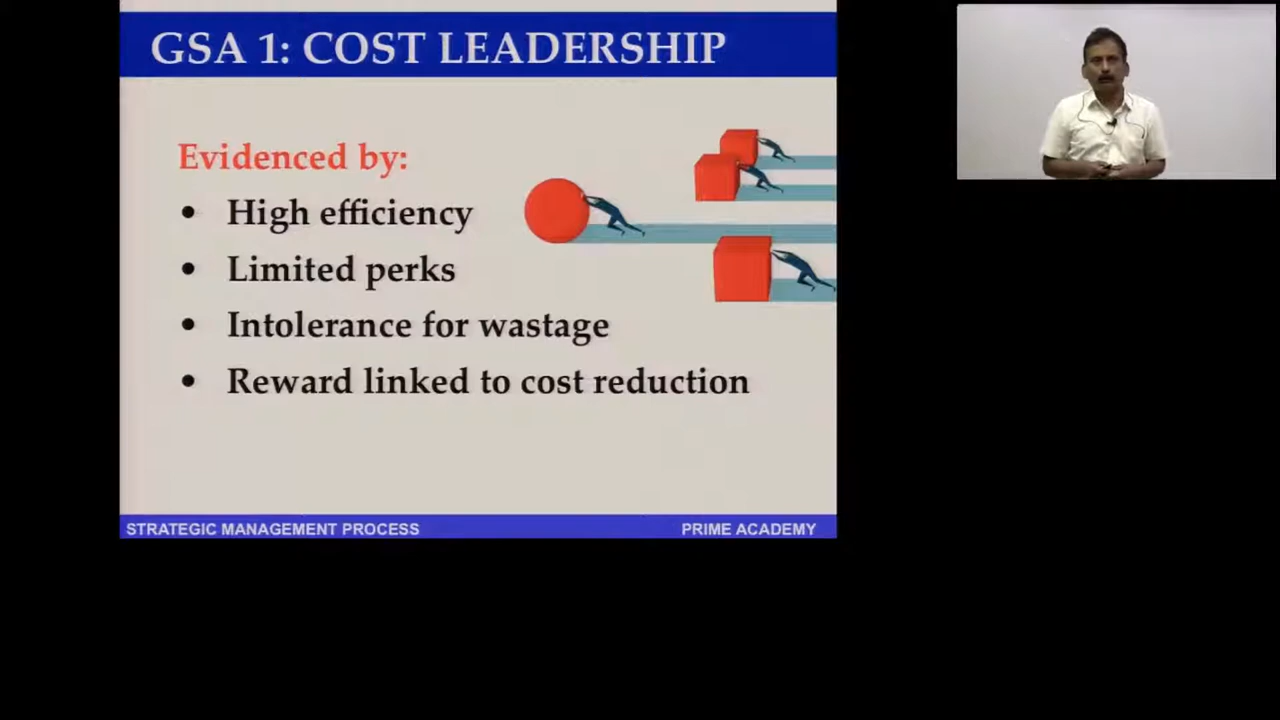 GSA 1: COST LEADERSHIP
Evidenced by:
• High efficiency
• Limited perks
• Intolerance for wastage
• Reward linked to cost reduction
STRATEGIC MANAGEMENT PROCESS
PRIME ACADEMY